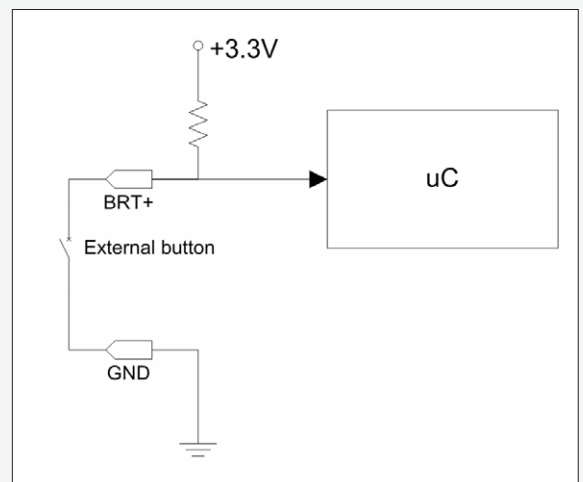 +3.3V
uC
BRT+
External button
GND